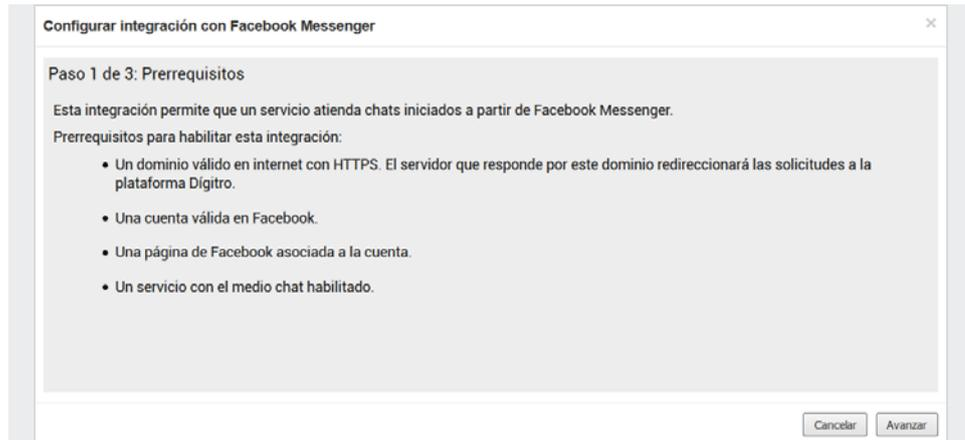 Configurar integración con Facebook Messenger
Paso 1 de 3: Prerrequisitos
Esta integración permite que un servicio atienda chats iniciados a partir de Facebook Messenger.
Prerrequisitos para habilitar esta integración:
• Un dominio válido en internet con HTTPS. El servidor que responde por este dominio redireccionará las solicitudes a la
plataforma Dígitro.
• Una cuenta válida en Facebook.
• Una página de Facebook asociada a la cuenta.
• Un servicio con el medio chat habilitado.
Cancelar Avanzar